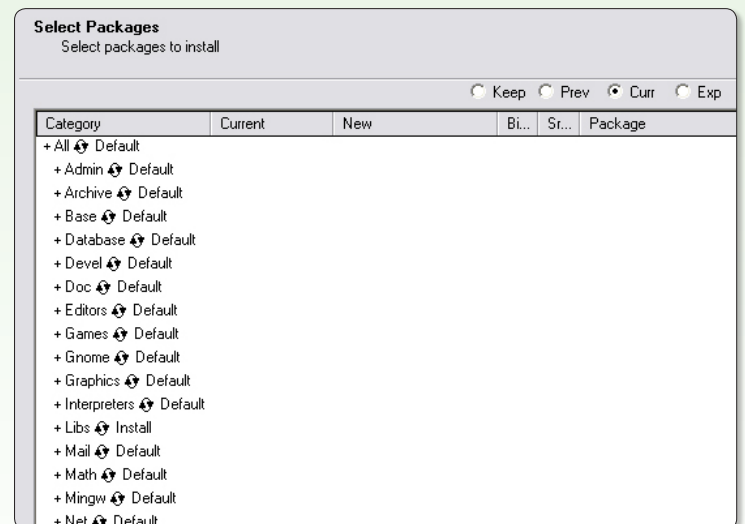 Select Packages
Select packages to install
Keep Prev Curr Exp
Category Current New Bi... Sr... Package
+ All Default
+ Admin Default
+ Archive Default
+ Base Default
+ Database Default
+ Devel Default
+ Doc Default
+ Editors Default
+ Games Default
+ Gnome Default
+ Graphics Default
+ Interpreters Default
+ Libs Install
+ Mail Default
+ Math Default
+ Mingw Default
+ Net Default